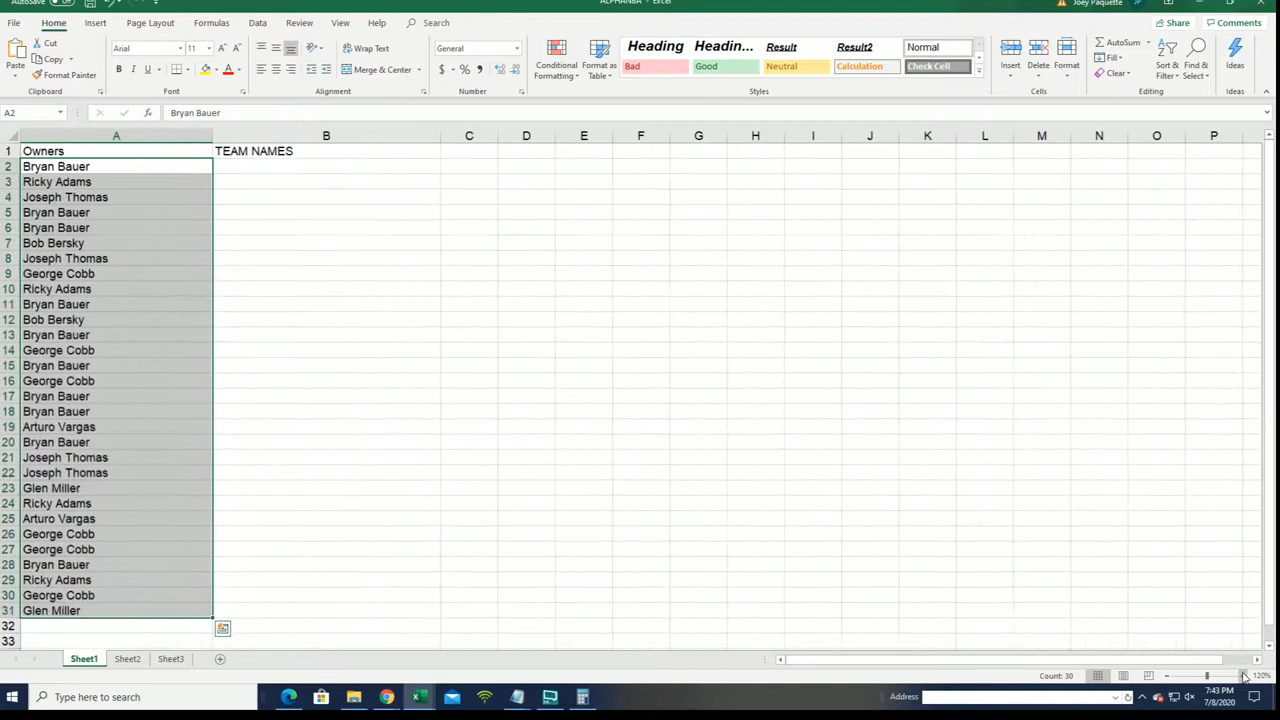 AutoSave
ALPHANBA - Excel
Joey Paquette JP
File Home Insert Page Layout Formulas Data Review View Help Search Share Comments
Paste Cut Copy Format Painter Clipboard
Arial 11 A A B I U A Font
Wrap Text Merge & Center Alignment
General $ % Number
Conditional Formatting Format as Table
Heading Headin... Result Result2 Normal
Bad Good Neutral Calculation Check Cell
Styles
Insert Delete Format Cells
AutoSum Fill Clear Sort & Filter Find & Select Editing
Ideas Ideas
A2 fx Bryan Bauer
A B C D E F G H I J K L M N O P
1 Owners TEAM NAMES
2 Bryan Bauer
3 Ricky Adams
4 Joseph Thomas
5 Bryan Bauer
6 Bryan Bauer
7 Bob Bersky
8 Joseph Thomas
9 George Cobb
10 Ricky Adams
11 Bryan Bauer
12 Bob Bersky
13 Bryan Bauer
14 George Cobb
15 Bryan Bauer
16 George Cobb
17 Bryan Bauer
18 Bryan Bauer
19 Arturo Vargas
20 Bryan Bauer
21 Joseph Thomas
22 Joseph Thomas
23 Glen Miller
24 Ricky Adams
25 Arturo Vargas
26 George Cobb
27 George Cobb
28 Bryan Bauer
29 Ricky Adams
30 George Cobb
31 Glen Miller
32
33
Sheet1 Sheet2 Sheet3
Count: 30 120%
Type here to search Address 7:43 PM
7/8/2020